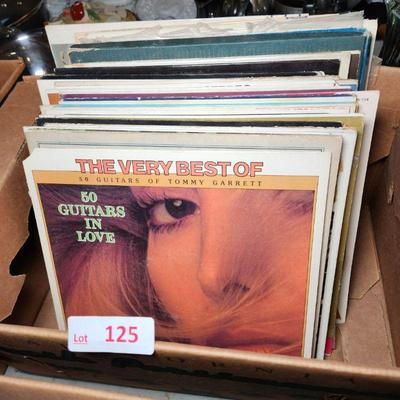 THE VERY BEST OF
50 GUITARS OF TOMMY GARRETT
50
GUITARS
IN
LOVE
Lot 125